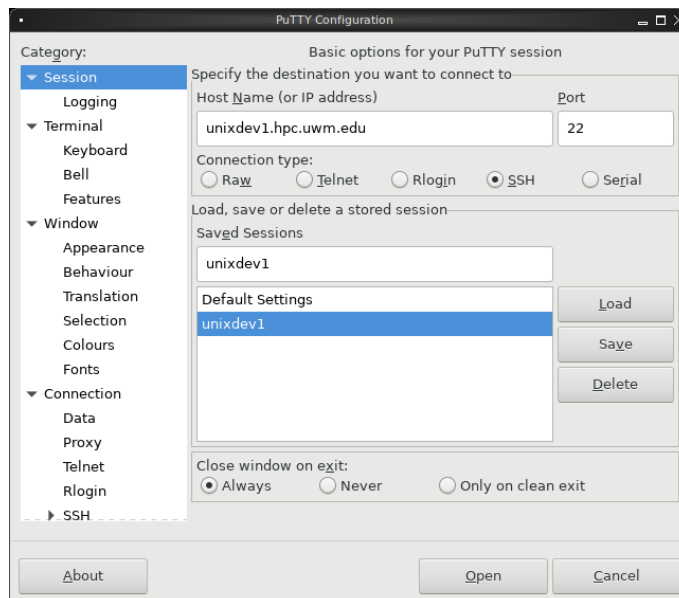 PuTTY Configuration
Category:
Session
Logging
Terminal
Keyboard
Bell
Features
Window
Appearance
Behaviour
Translation
Selection
Colours
Fonts
Connection
Data
Proxy
Telnet
Rlogin
SSH
Basic options for your PuTTY session
Specify the destination you want to connect to
Host Name (or IP address) Port
unixdev1.hpc.uwm.edu 22
Connection type:
Raw Telnet Rlogin SSH Serial
Load, save or delete a stored session
Saved Sessions
unixdev1
Default Settings
unixdev1
Load
Save
Delete
Close window on exit:
Always Never Only on clean exit
About Open Cancel